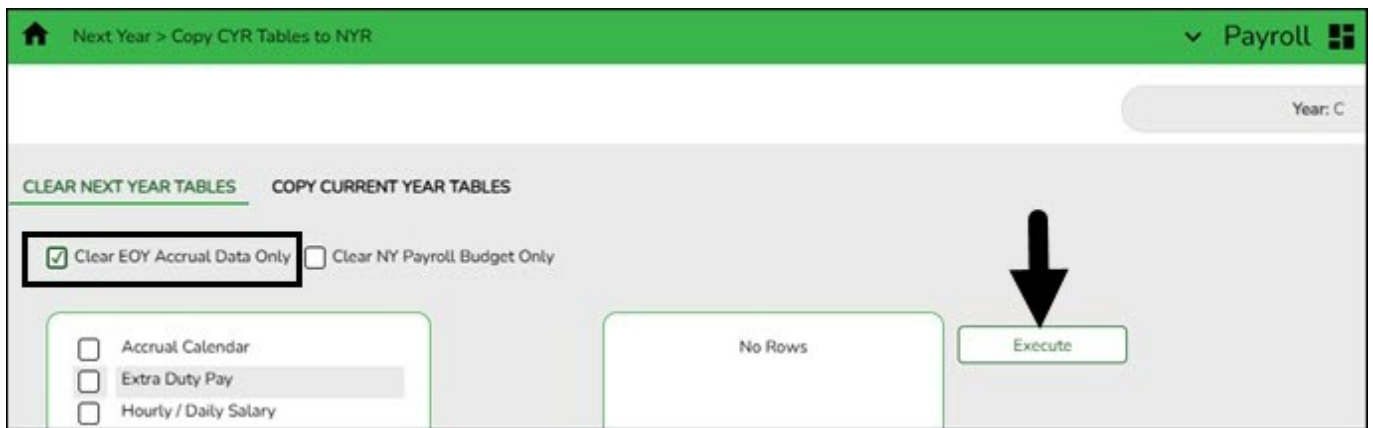 Next Year > Copy CYR Tables to NYR
Payroll
Year: C
CLEAR NEXT YEAR TABLES COPY CURRENT YEAR TABLES
Clear EOY Accrual Data Only Clear NY Payroll Budget Only
Accrual Calendar
No Rows
Execute
Extra Duty Pay
Hourly / Daily Salary